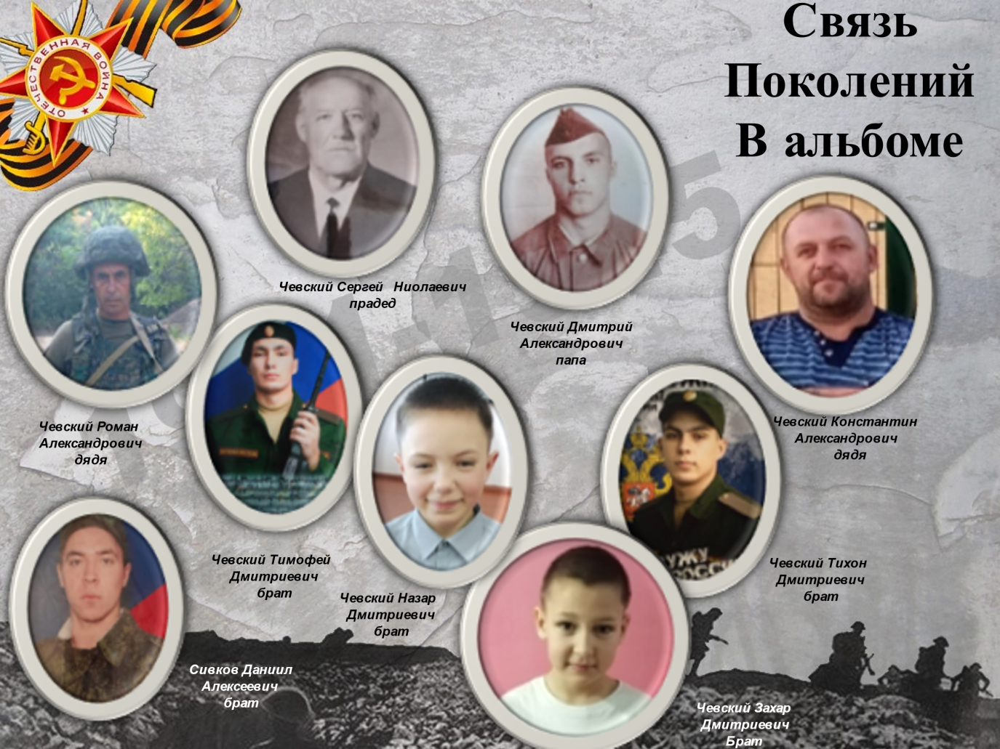 Связь
Поколений
В альбоме
ОТЕЧЕСТВЕННАЯ ВОЙНА
Чевский Сергей Ниолаевич
прадед
Чевский Дмитрий
Александрович
папа
Чевский Роман
Александрович
дядя
Чевский Константин
Александрович
дядя
Чевский Тимофей
Дмитриевич
брат
Чевский Назар
Дмитриевич
брат
Чевский Тихон
Дмитриевич
брат
Сивков Даниил
Алексеевич
брат
Чевский Захар
Дмитриевич
Брат